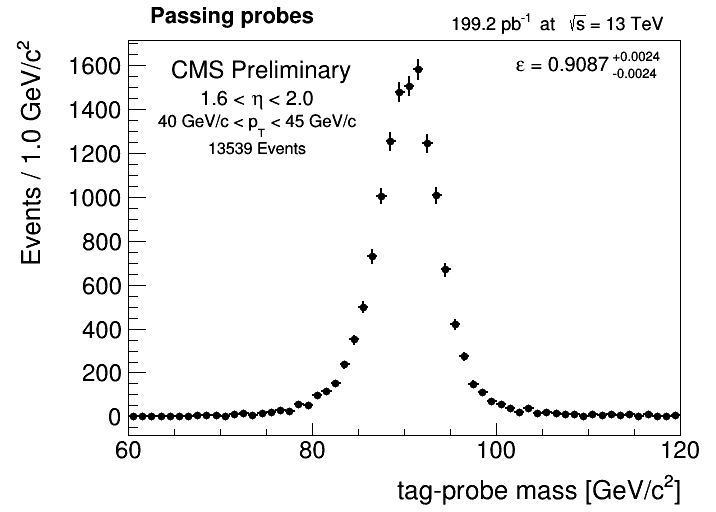 Passing probes
199.2 pb⁻¹ at √s = 13 TeV
CMS Preliminary
1.6 < η < 2.0
40 GeV/c < p_T < 45 GeV/c
13539 Events
ε = 0.9087 +0.0024 -0.0024
Events / 1.0 GeV/c²
1600
1400
1200
1000
800
600
400
200
0
60 80 100 120
tag-probe mass [GeV/c²]